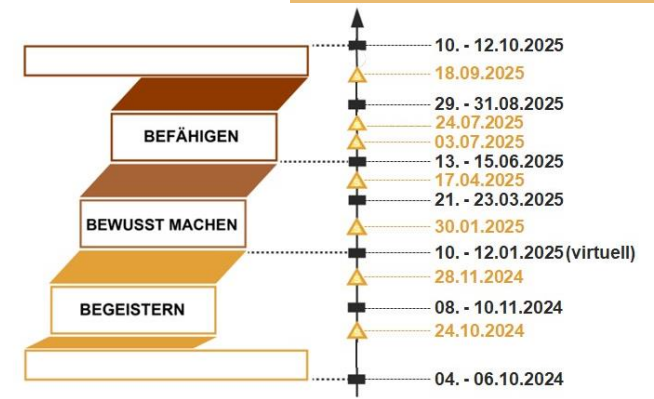 10. - 12.10.2025
18.09.2025
29. - 31.08.2025
24.07.2025
BEFÄHIGEN
03.07.2025
13. - 15.06.2025
17.04.2025
21. - 23.03.2025
BEWUSST MACHEN
30.01.2025
10. - 12.01.2025 (virtuell)
28.11.2024
08. - 10.11.2024
BEGEISTERN
24.10.2024
04. - 06.10.2024